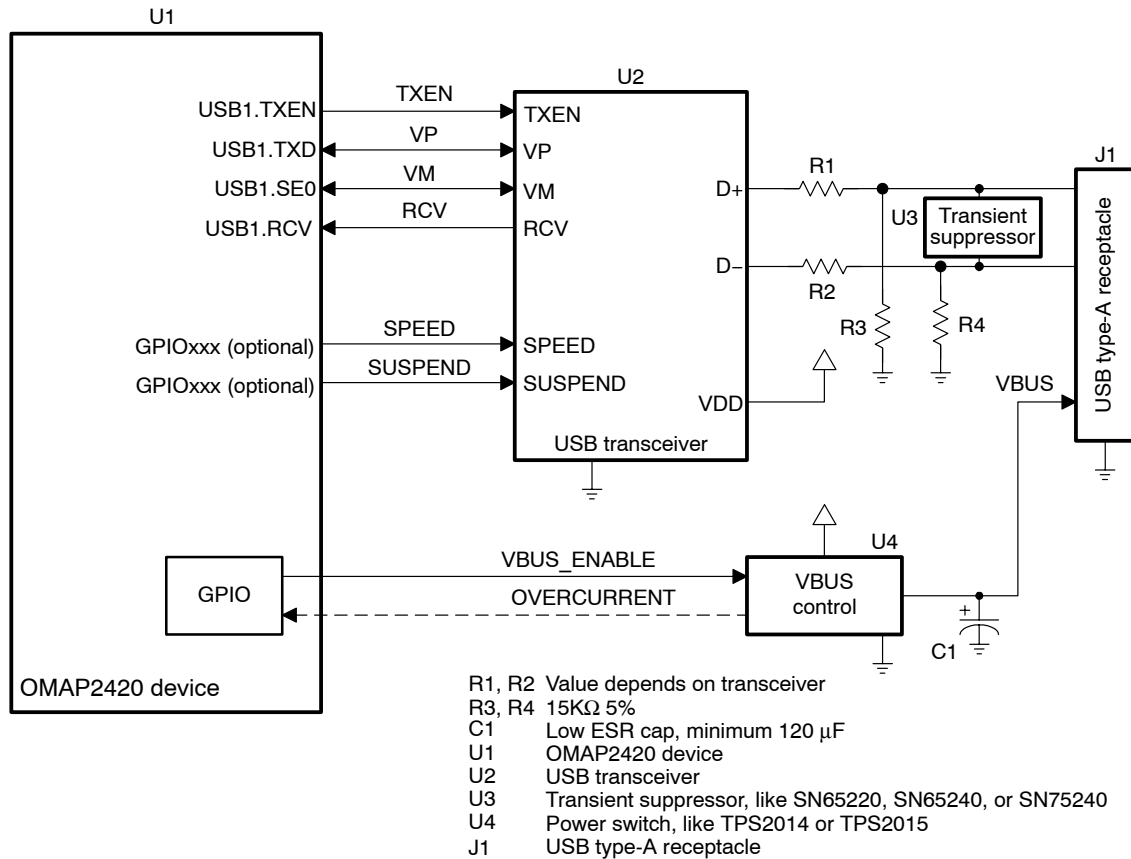 U1
USB1.TXEN
USB1.TXD
USB1.SE0
USB1.RCV
GPIOxxx (optional)
GPIOxxx (optional)
GPIO
OMAP2420 device
TXEN
VP
VM
RCV
SPEED
SUSPEND
VBUS_ENABLE
OVERCURRENT
U2
TXEN
VP
VM
RCV
SPEED
SUSPEND
D+
D−
VDD
USB transceiver
R1
R2
R3
R4
U3
Transient
suppressor
J1
USB type-A receptacle
VBUS
U4
VBUS
control
+
C1
R1, R2 Value depends on transceiver
R3, R4 15KΩ 5%
C1 Low ESR cap, minimum 120 μF
U1 OMAP2420 device
U2 USB transceiver
U3 Transient suppressor, like SN65220, SN65240, or SN75240
U4 Power switch, like TPS2014 or TPS2015
J1 USB type-A receptacle